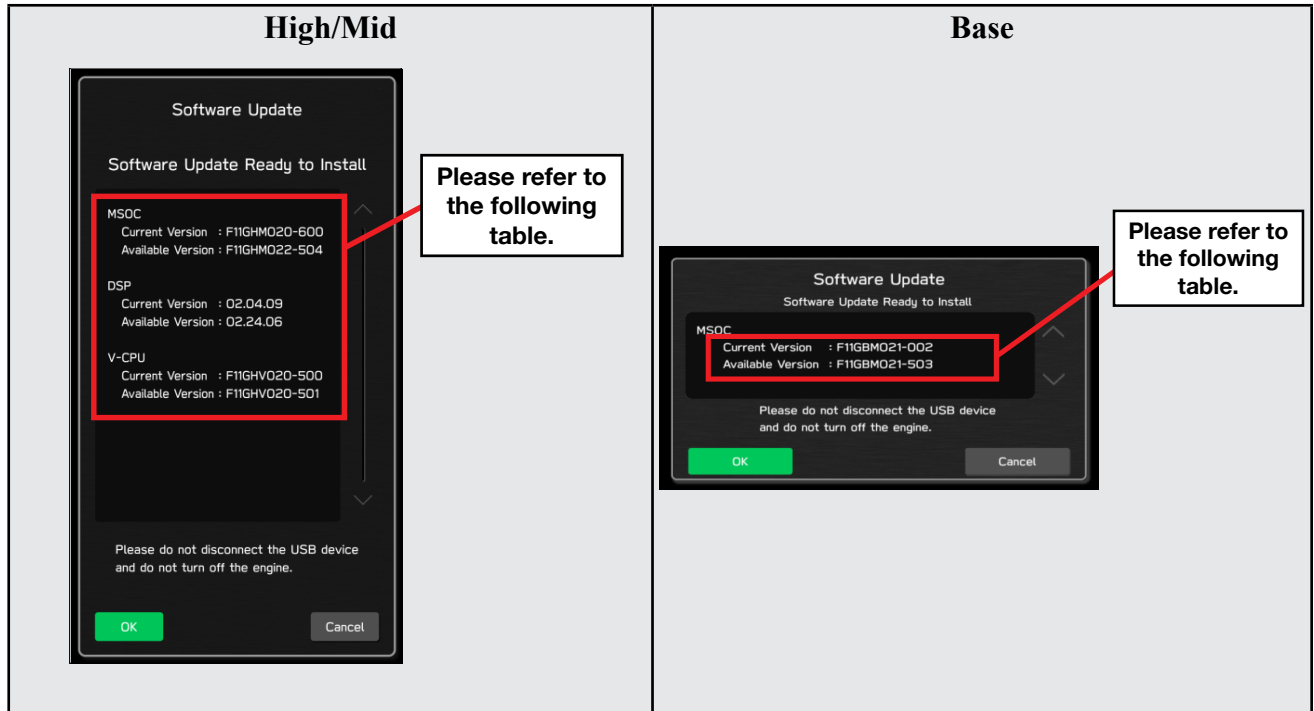 High/Mid
Software Update
Software Update Ready to Install
MSOC
Current Version : F11GHM020-600
Available Version : F11GHM022-504
DSP
Current Version : 02.04.09
Available Version : 02.24.06
V-CPU
Current Version : F11GHV020-500
Available Version : F11GHV020-501
Please do not disconnect the USB device
and do not turn off the engine.
OK
Cancel
Please refer to
the following
table.
Base
Software Update
Software Update Ready to Install
MSOC
Current Version : F11GBM021-002
Available Version : F11GBM021-503
Please do not disconnect the USB device
and do not turn off the engine.
OK
Cancel
Please refer to
the following
table.